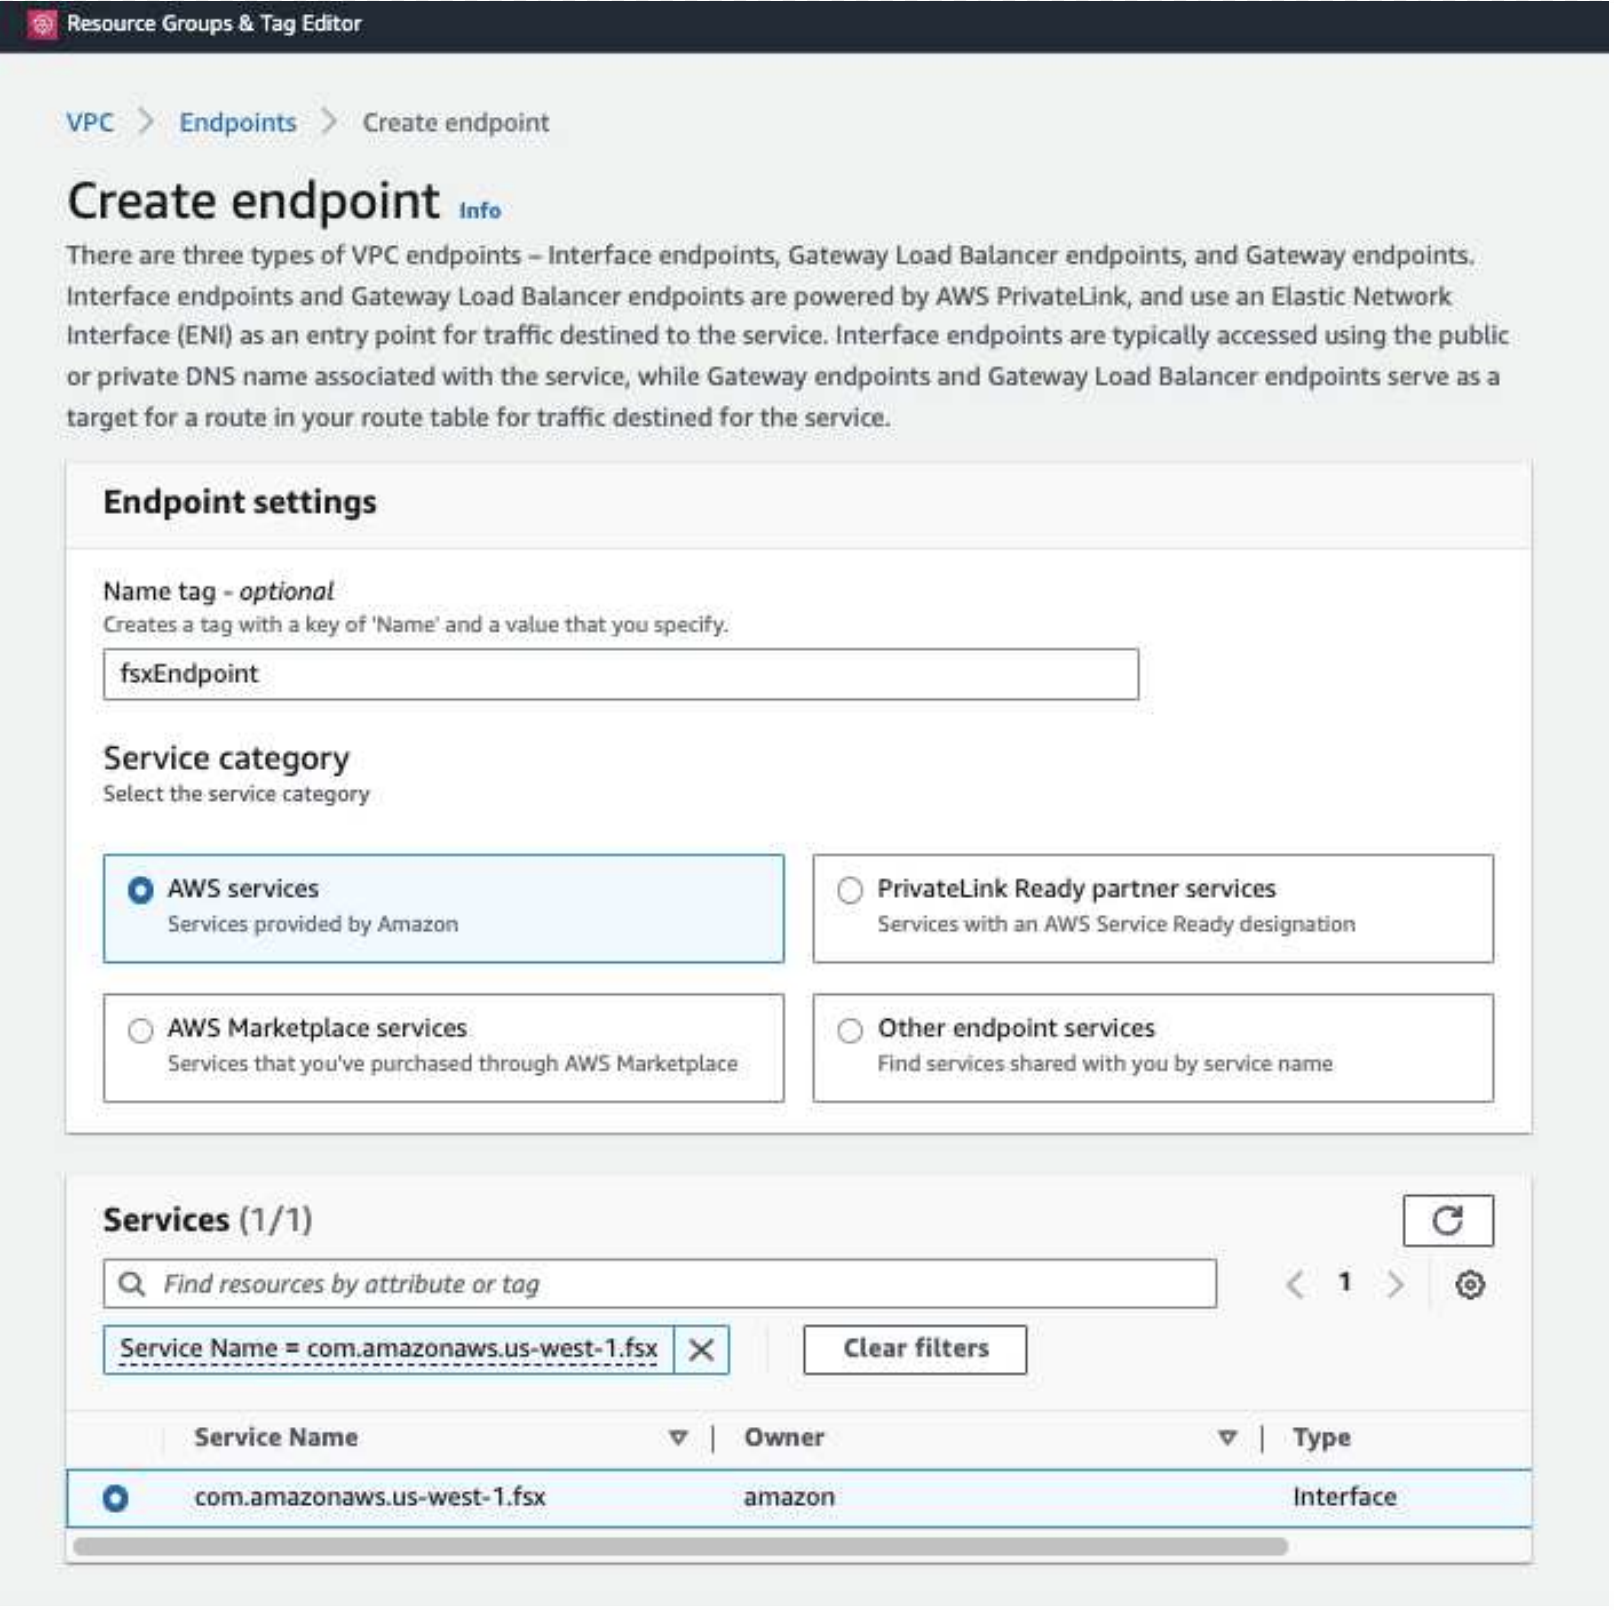 Resource Groups & Tag Editor
VPC > Endpoints > Create endpoint
Create endpoint Info
There are three types of VPC endpoints – Interface endpoints, Gateway Load Balancer endpoints, and Gateway endpoints.
Interface endpoints and Gateway Load Balancer endpoints are powered by AWS PrivateLink, and use an Elastic Network
Interface (ENI) as an entry point for traffic destined to the service. Interface endpoints are typically accessed using the public
or private DNS name associated with the service, while Gateway endpoints and Gateway Load Balancer endpoints serve as a
target for a route in your route table for traffic destined for the service.
Endpoint settings
Name tag - optional
Creates a tag with a key of 'Name' and a value that you specify.
fsxEndpoint
Service category
Select the service category
AWS services
Services provided by Amazon
PrivateLink Ready partner services
Services with an AWS Service Ready designation
AWS Marketplace services
Services that you've purchased through AWS Marketplace
Other endpoint services
Find services shared with you by service name
Services (1/1)
Find resources by attribute or tag
1
Service Name = com.amazonaws.us-west-1.fsx
Clear filters
Service Name Owner Type
com.amazonaws.us-west-1.fsx amazon Interface